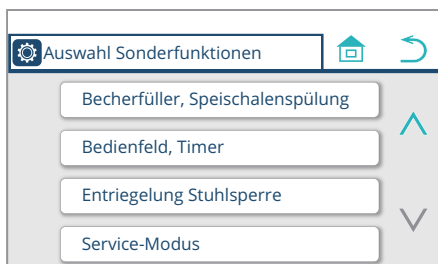 Auswahl Sonderfunktionen
Becherfüller, Speischalenspülung
Bedienfeld, Timer
Entriegelung Stuhlsperre
Service-Modus